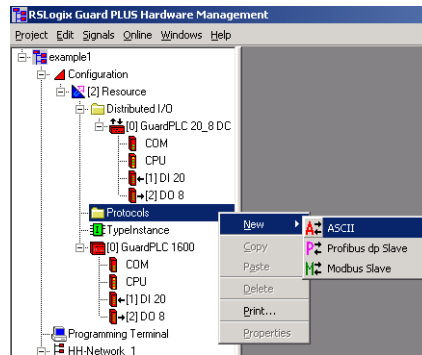 RSLogix Guard PLUS Hardware Management
Project Edit Signals Online Windows Help
example1
Configuration
[2] Resource
Distributed I/O
[0] GuardPLC 20_8 DC
COM
CPU
[1] DI 20
[2] DO 8
Protocols
New
ASCII
TypeInstance
Copy
Profibus dp Slave
[0] GuardPLC 1600
Paste
Modbus Slave
COM
Delete
CPU
[1] DI 20
Print...
[2] DO 8
Properties
Programming Terminal
HH-Network_1